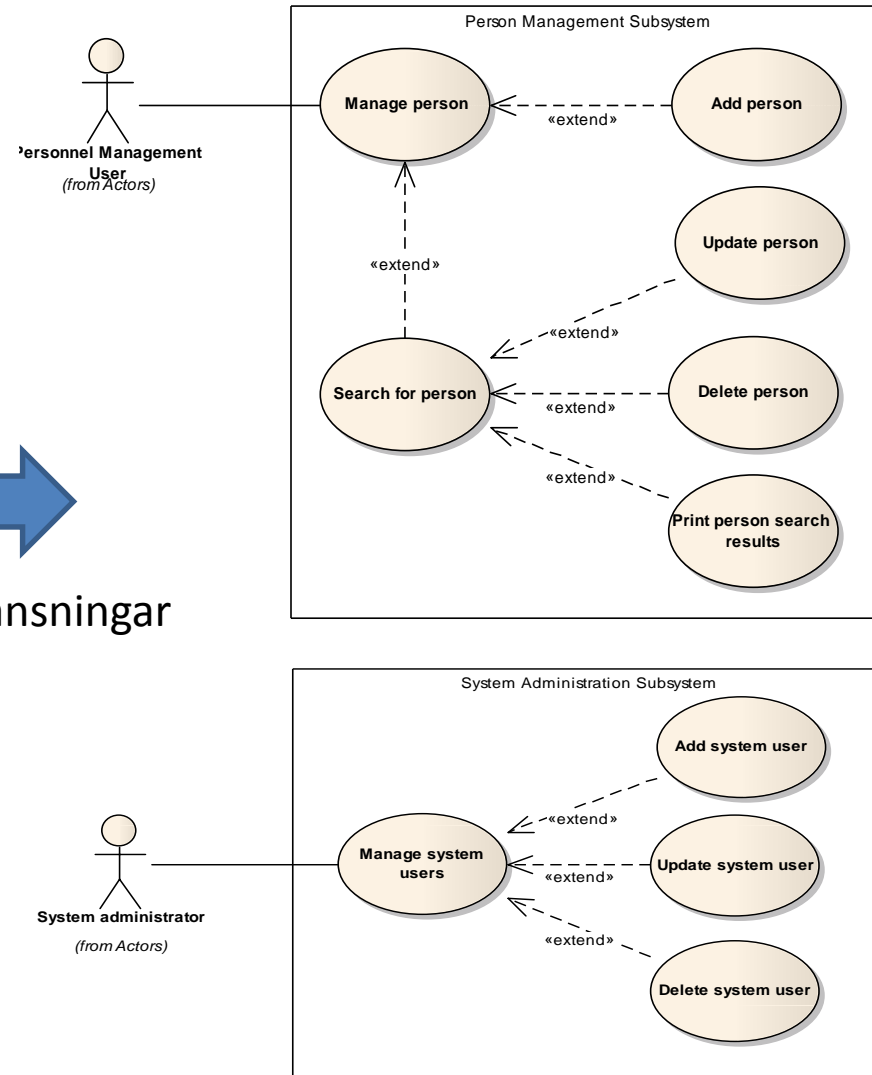 Person Management Subsystem
Manage person
«extend»
Add person
Personnel Management
User
(from Actors)
Update person
«extend»
«extend»
Search for person
«extend»
Delete person
«extend»
Print person search
results
nsningar
System Administration Subsystem
Add system user
«extend»
Manage system
users
«extend»
Update system user
System administrator
(from Actors)
«extend»
Delete system user